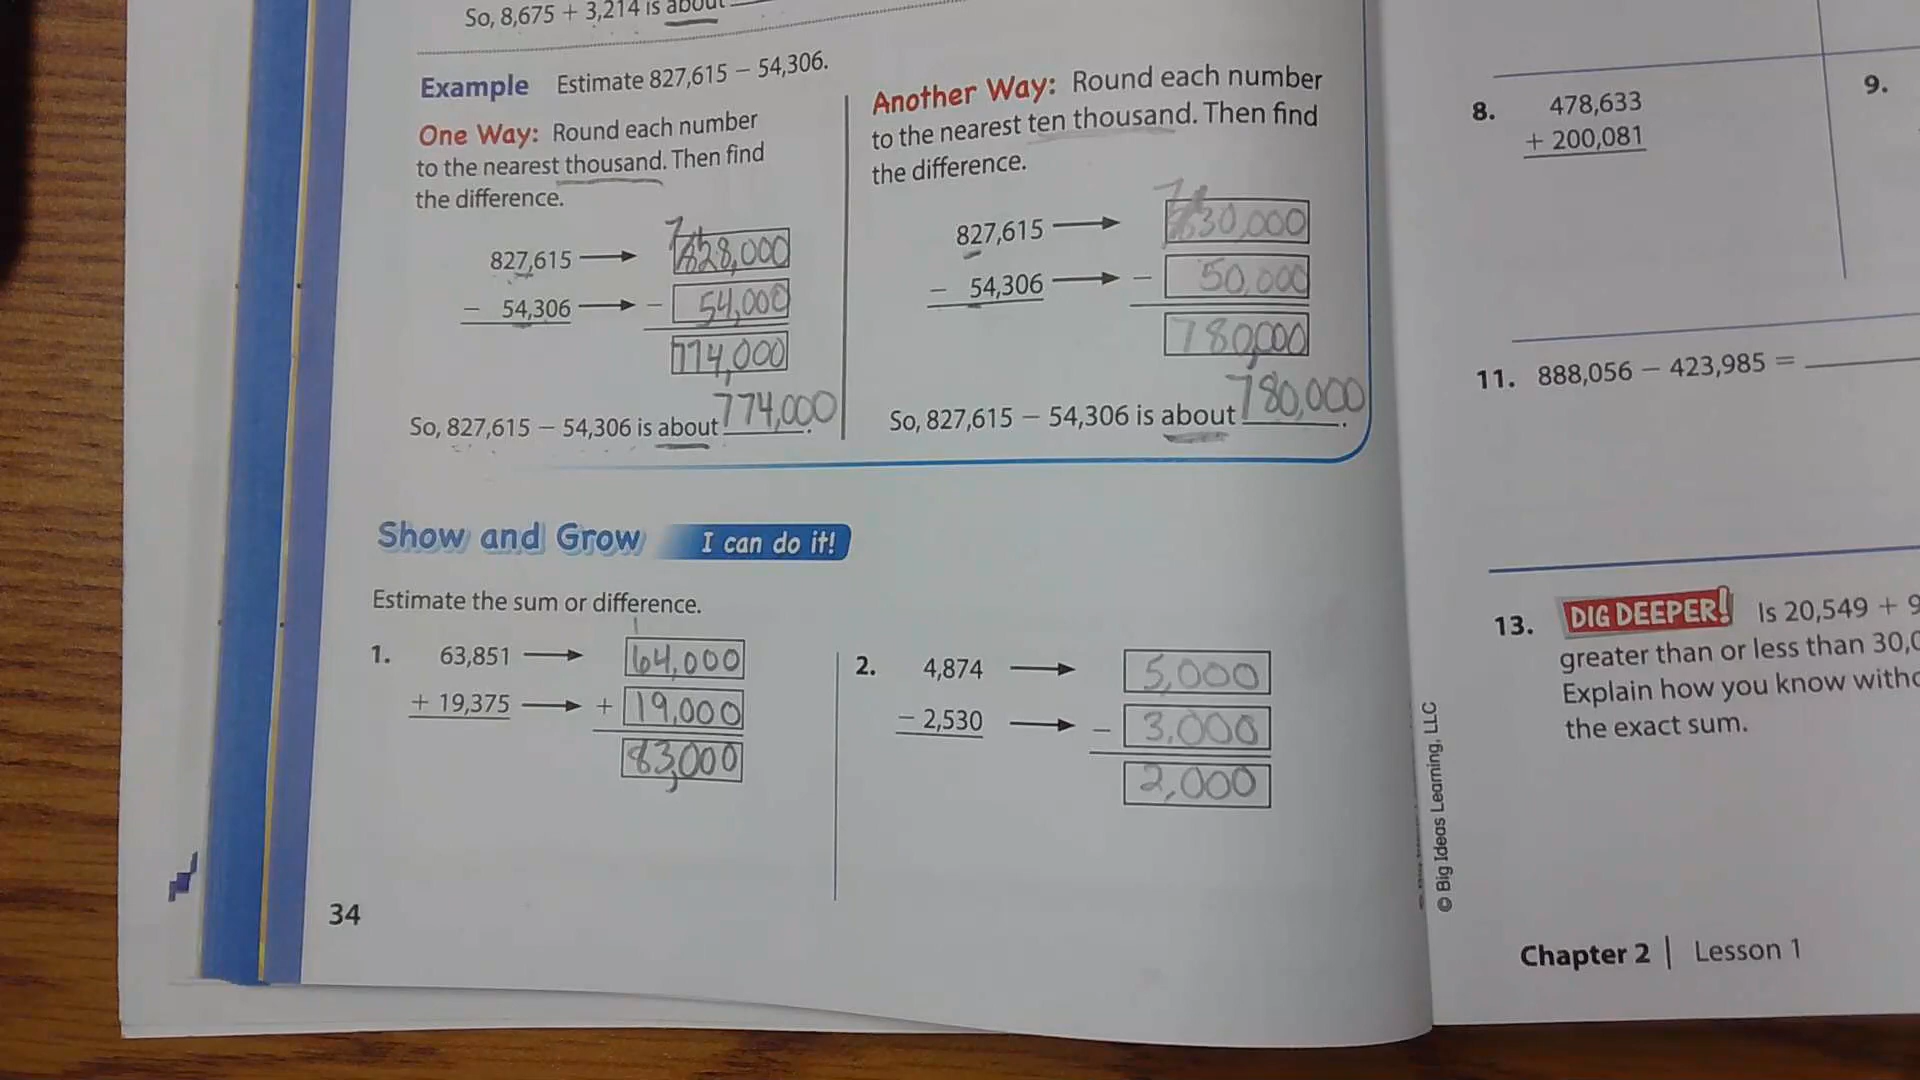 So, 8,675 + 3,214 is about
Example Estimate 827,615 – 54,306.
One Way: Round each number
to the nearest thousand. Then find
the difference.
827,615 → 828,000
– 54,306 → – 54,000
774,000
So, 827,615 – 54,306 is about 774,000.
Another Way: Round each number
to the nearest ten thousand. Then find
the difference.
827,615 → 830,000
– 54,306 → – 50,000
780,000
So, 827,615 – 54,306 is about 780,000.
Show and Grow I can do it!
Estimate the sum or difference.
1. 63,851 → 64,000
+ 19,375 → + 19,000
83,000
2. 4,874 → 5,000
– 2,530 → – 3,000
2,000
34
8. 478,633
+ 200,081
9.
11. 888,056 – 423,985 =
13. DIG DEEPER! Is 20,549 + 9
greater than or less than 30,0
Explain how you know witho
the exact sum.
© Big Ideas Learning, LLC
Chapter 2 | Lesson 1